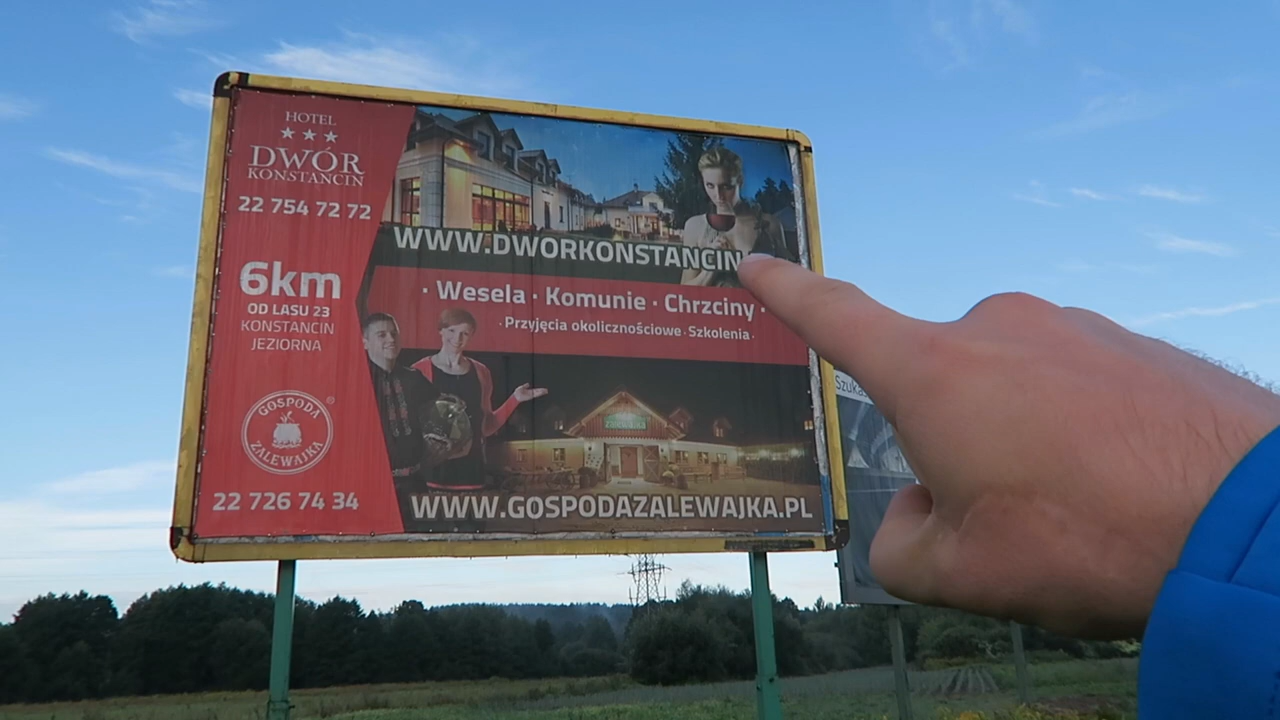 HOTEL
DWÓR
KONSTANCIN
22 754 72 72
6km
OD LASU 23
KONSTANCIN
JEZIORNA
GOSPODA
ZALEWAJKA
®
22 726 74 34
WWW.DWORKONSTANCIN
· Wesela · Komunie · Chrzciny ·
· Przyjęcia okolicznościowe · Szkolenia ·
ZALEWAJKA
WWW.GOSPODAZALEWAJKA.PL